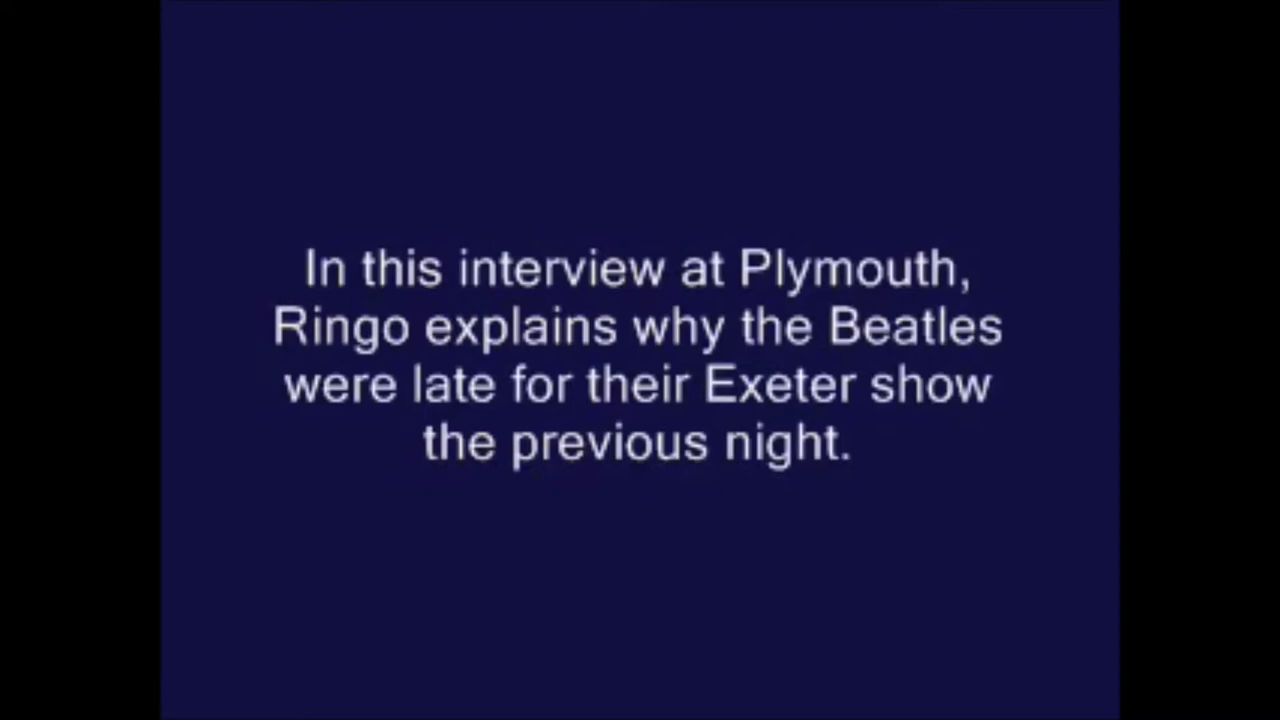 In this interview at Plymouth,
Ringo explains why the Beatles
were late for their Exeter show
the previous night.